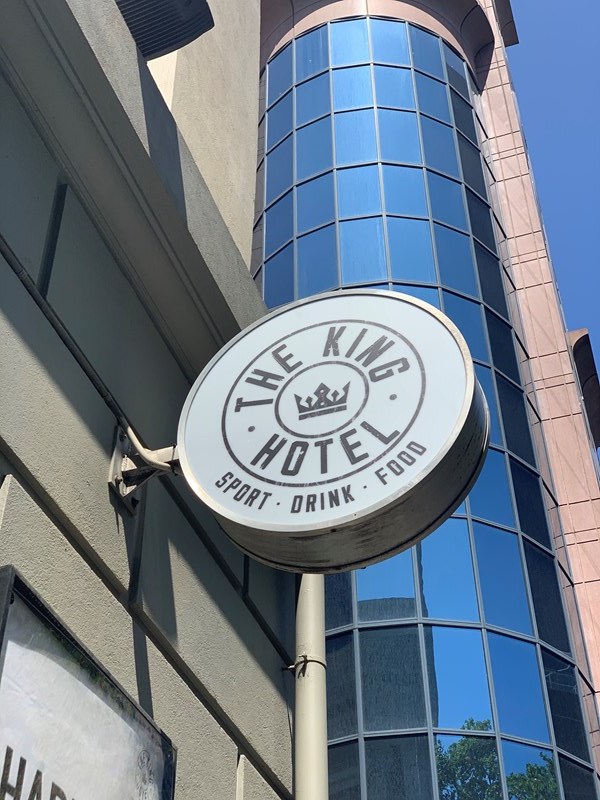 THE KING
HOTEL
SPORT · DRINK · FOOD